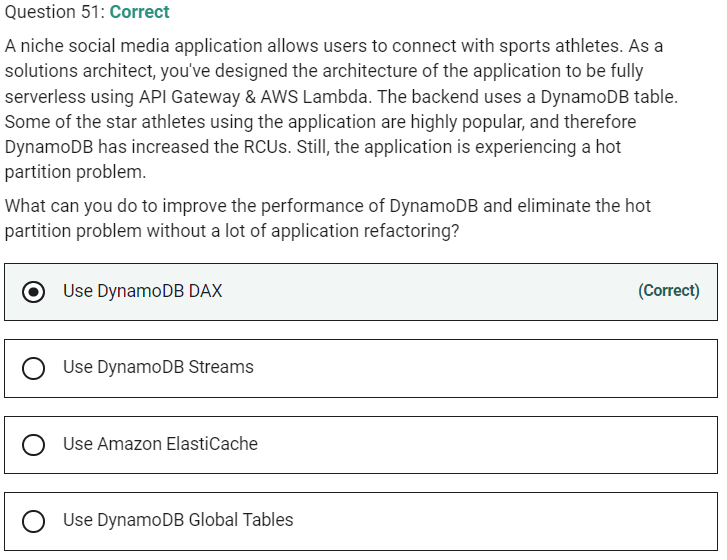 Question 51: Correct
A niche social media application allows users to connect with sports athletes. As a
solutions architect, you've designed the architecture of the application to be fully
serverless using API Gateway & AWS Lambda. The backend uses a DynamoDB table.
Some of the star athletes using the application are highly popular, and therefore
DynamoDB has increased the RCUs. Still, the application is experiencing a hot
partition problem.
What can you do to improve the performance of DynamoDB and eliminate the hot
partition problem without a lot of application refactoring?
Use DynamoDB DAX (Correct)
Use DynamoDB Streams
Use Amazon ElastiCache
Use DynamoDB Global Tables